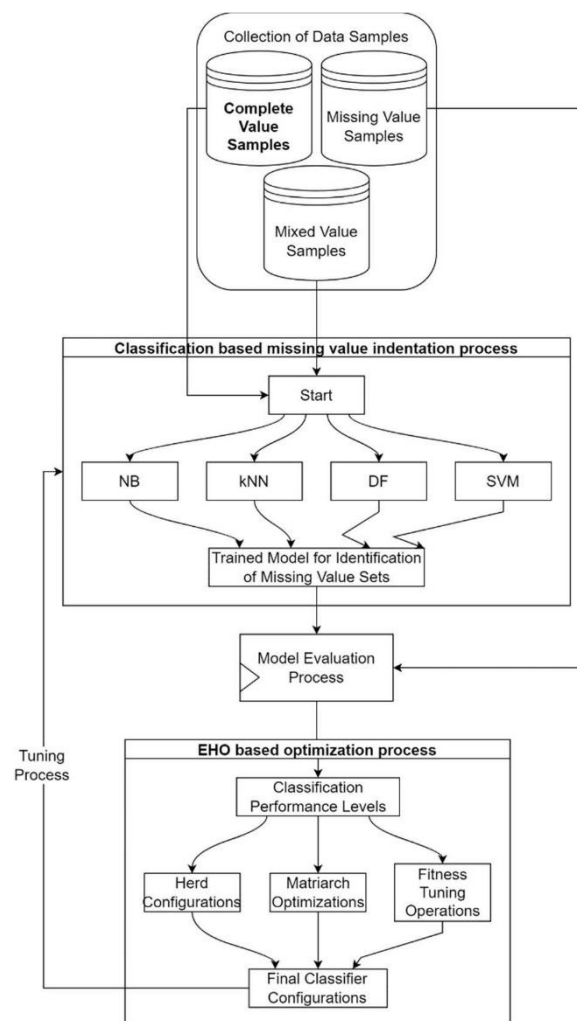 Collection of Data Samples
Complete
Value
Samples
Missing Value
Samples
Mixed Value
Samples
Classification based missing value indentation process
Start
NB
kNN
DF
SVM
Trained Model for Identification
of Missing Value Sets
Model Evaluation
Process
Tuning
Process
EHO based optimization process
Classification
Performance Levels
Herd
Configurations
Matriarch
Optimizations
Fitness
Tuning
Operations
Final Classifier
Configurations